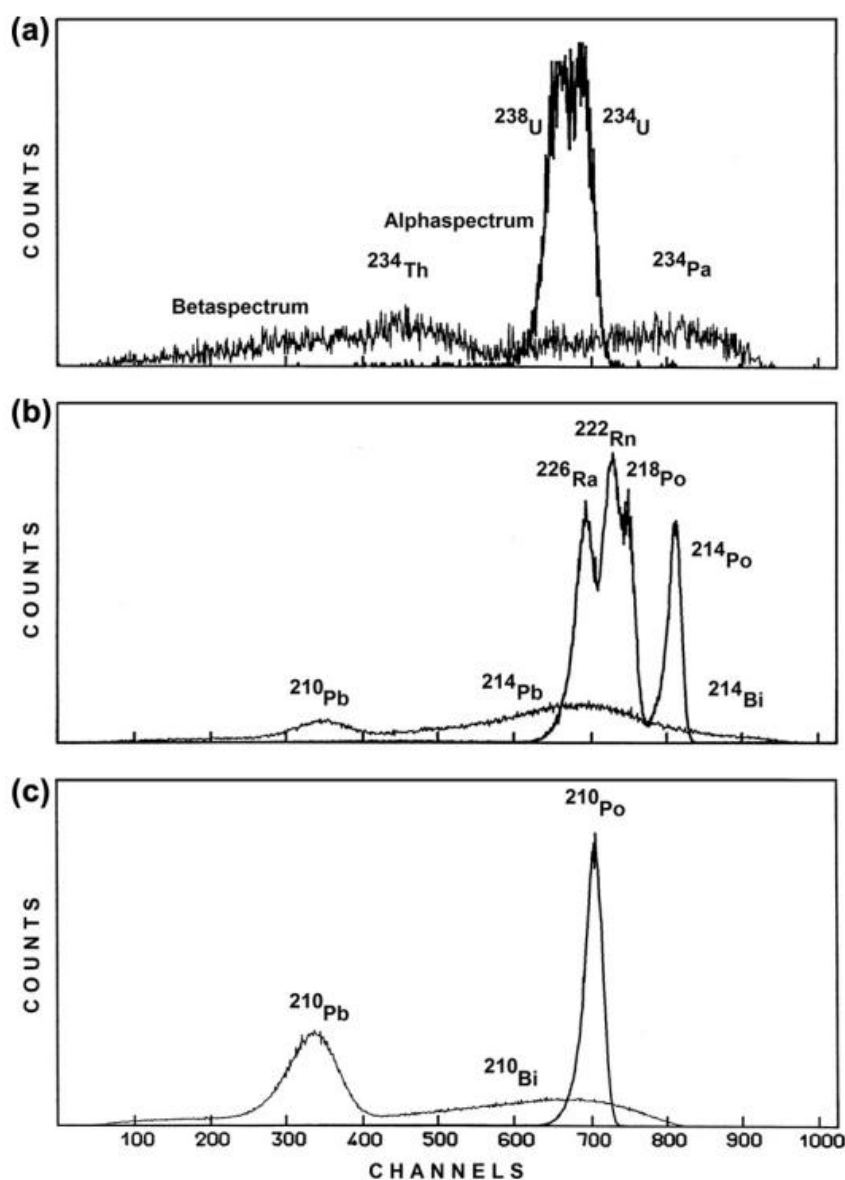 (a)
COUNTS
238U
234U
Alphaspectrum
234Th
234Pa
Betaspectrum
(b)
COUNTS
222Rn
226Ra
218Po
214Po
210Pb
214Pb
214Bi
(c)
COUNTS
210Po
210Pb
210Bi
100 200 300 400 500 600 700 800 900 1000
CHANNELS